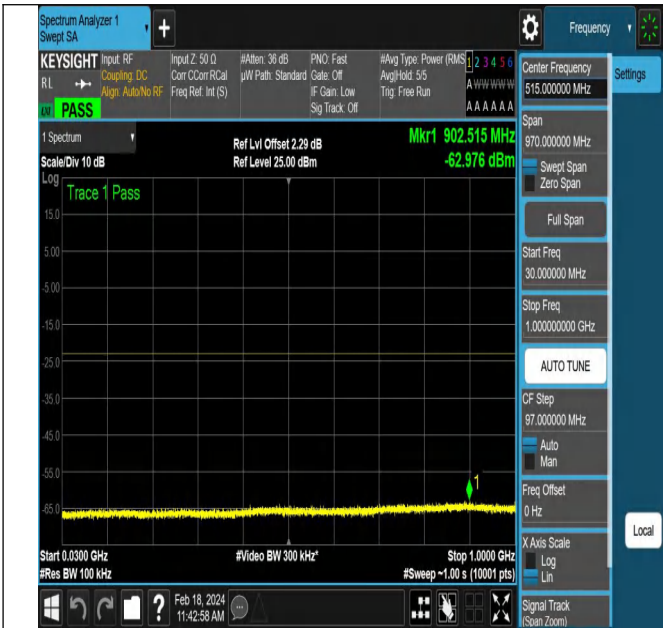 Spectrum Analyzer 1
Swept SA
+
Frequency
KEYSIGHT
RL
PASS
Input: RF
Coupling: DC
Align: Auto/No RF
Input Z: 50 Ω
Corr CCorr RCal
Freq Ref: Int (S)
#Atten: 36 dB
µW Path: Standard
PNO: Fast
Gate: Off
IF Gain: Low
Sig Track: Off
#Avg Type: Power (RMS
Avg|Hold: 5/5
Trig: Free Run
1 2 3 4 5 6
A W W W W W
A A A A A A
Center Frequency
515.000000 MHz
Settings
1 Spectrum
Scale/Div 10 dB
Ref Lvl Offset 2.29 dB
Ref Level 25.00 dBm
Mkr1 902.515 MHz
-62.976 dBm
Log
Trace 1 Pass
15.0
5.00
-5.00
-15.0
-25.0
-35.0
-45.0
-55.0
-65.0
1
Start 0.0300 GHz
#Res BW 100 kHz
#Video BW 300 kHz*
Stop 1.0000 GHz
#Sweep ~1.00 s (10001 pts)
Span
970.000000 MHz
Swept Span
Zero Span
Full Span
Start Freq
30.000000 MHz
Stop Freq
1.000000000 GHz
AUTO TUNE
CF Step
97.000000 MHz
Auto
Man
Freq Offset
0 Hz
X Axis Scale
Log
Lin
Signal Track
(Span Zoom)
Local
?
Feb 18, 2024
11:42:58 AM